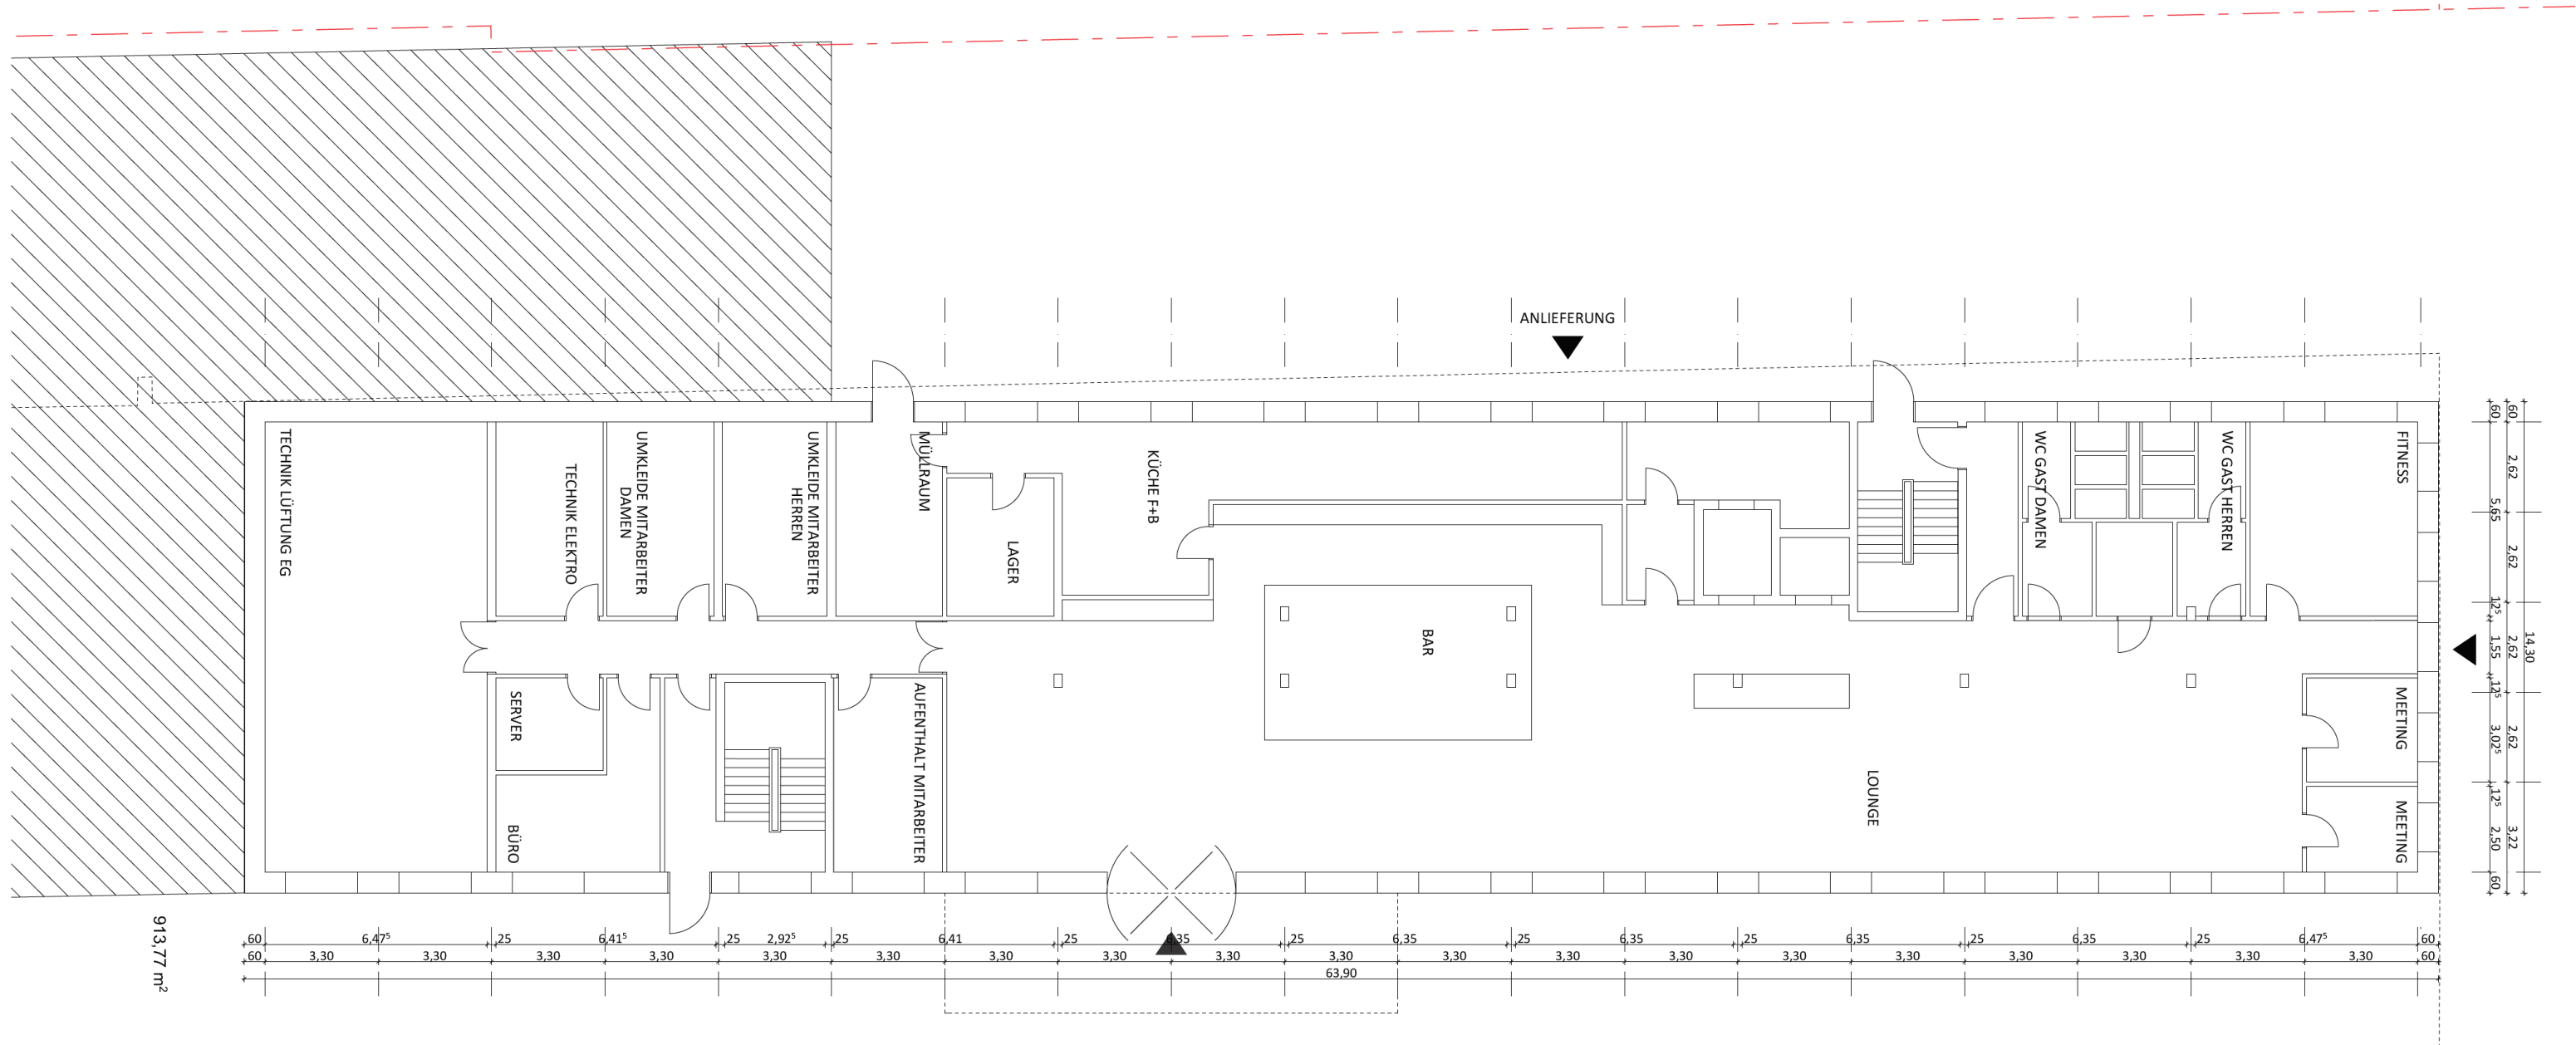 ANLIEFERUNG
TECHNIK LÜFTUNG EG
TECHNIK ELEKTRO
UMKLEIDE MITARBEITER
DAMEN
UMKLEIDE MITARBEITER
HERREN
MÜLLRAUM
LAGER
KÜCHE F+B
BAR
WC GAST DAMEN
WC GAST HERREN
FITNESS
SERVER
BÜRO
AUFENTHALT MITARBEITER
LOUNGE
MEETING
MEETING
60 2,62 2,62 2,62 2,62 3,22
60 5,65 12⁵ 1,55 12⁵ 3,02⁵ 12⁵ 2,50 60
14,30
913,77 m²
60 6,47⁵ 25 6,41⁵ 25 2,92⁵ 25 6,41 25 6,35 25 6,35 25 6,35 25 6,35 25 6,35 25 6,47⁵ 60
60 3,30 3,30 3,30 3,30 3,30 3,30 3,30 3,30 3,30 3,30 3,30 3,30 3,30 3,30 3,30 3,30 3,30 3,30 3,30 60
63,90